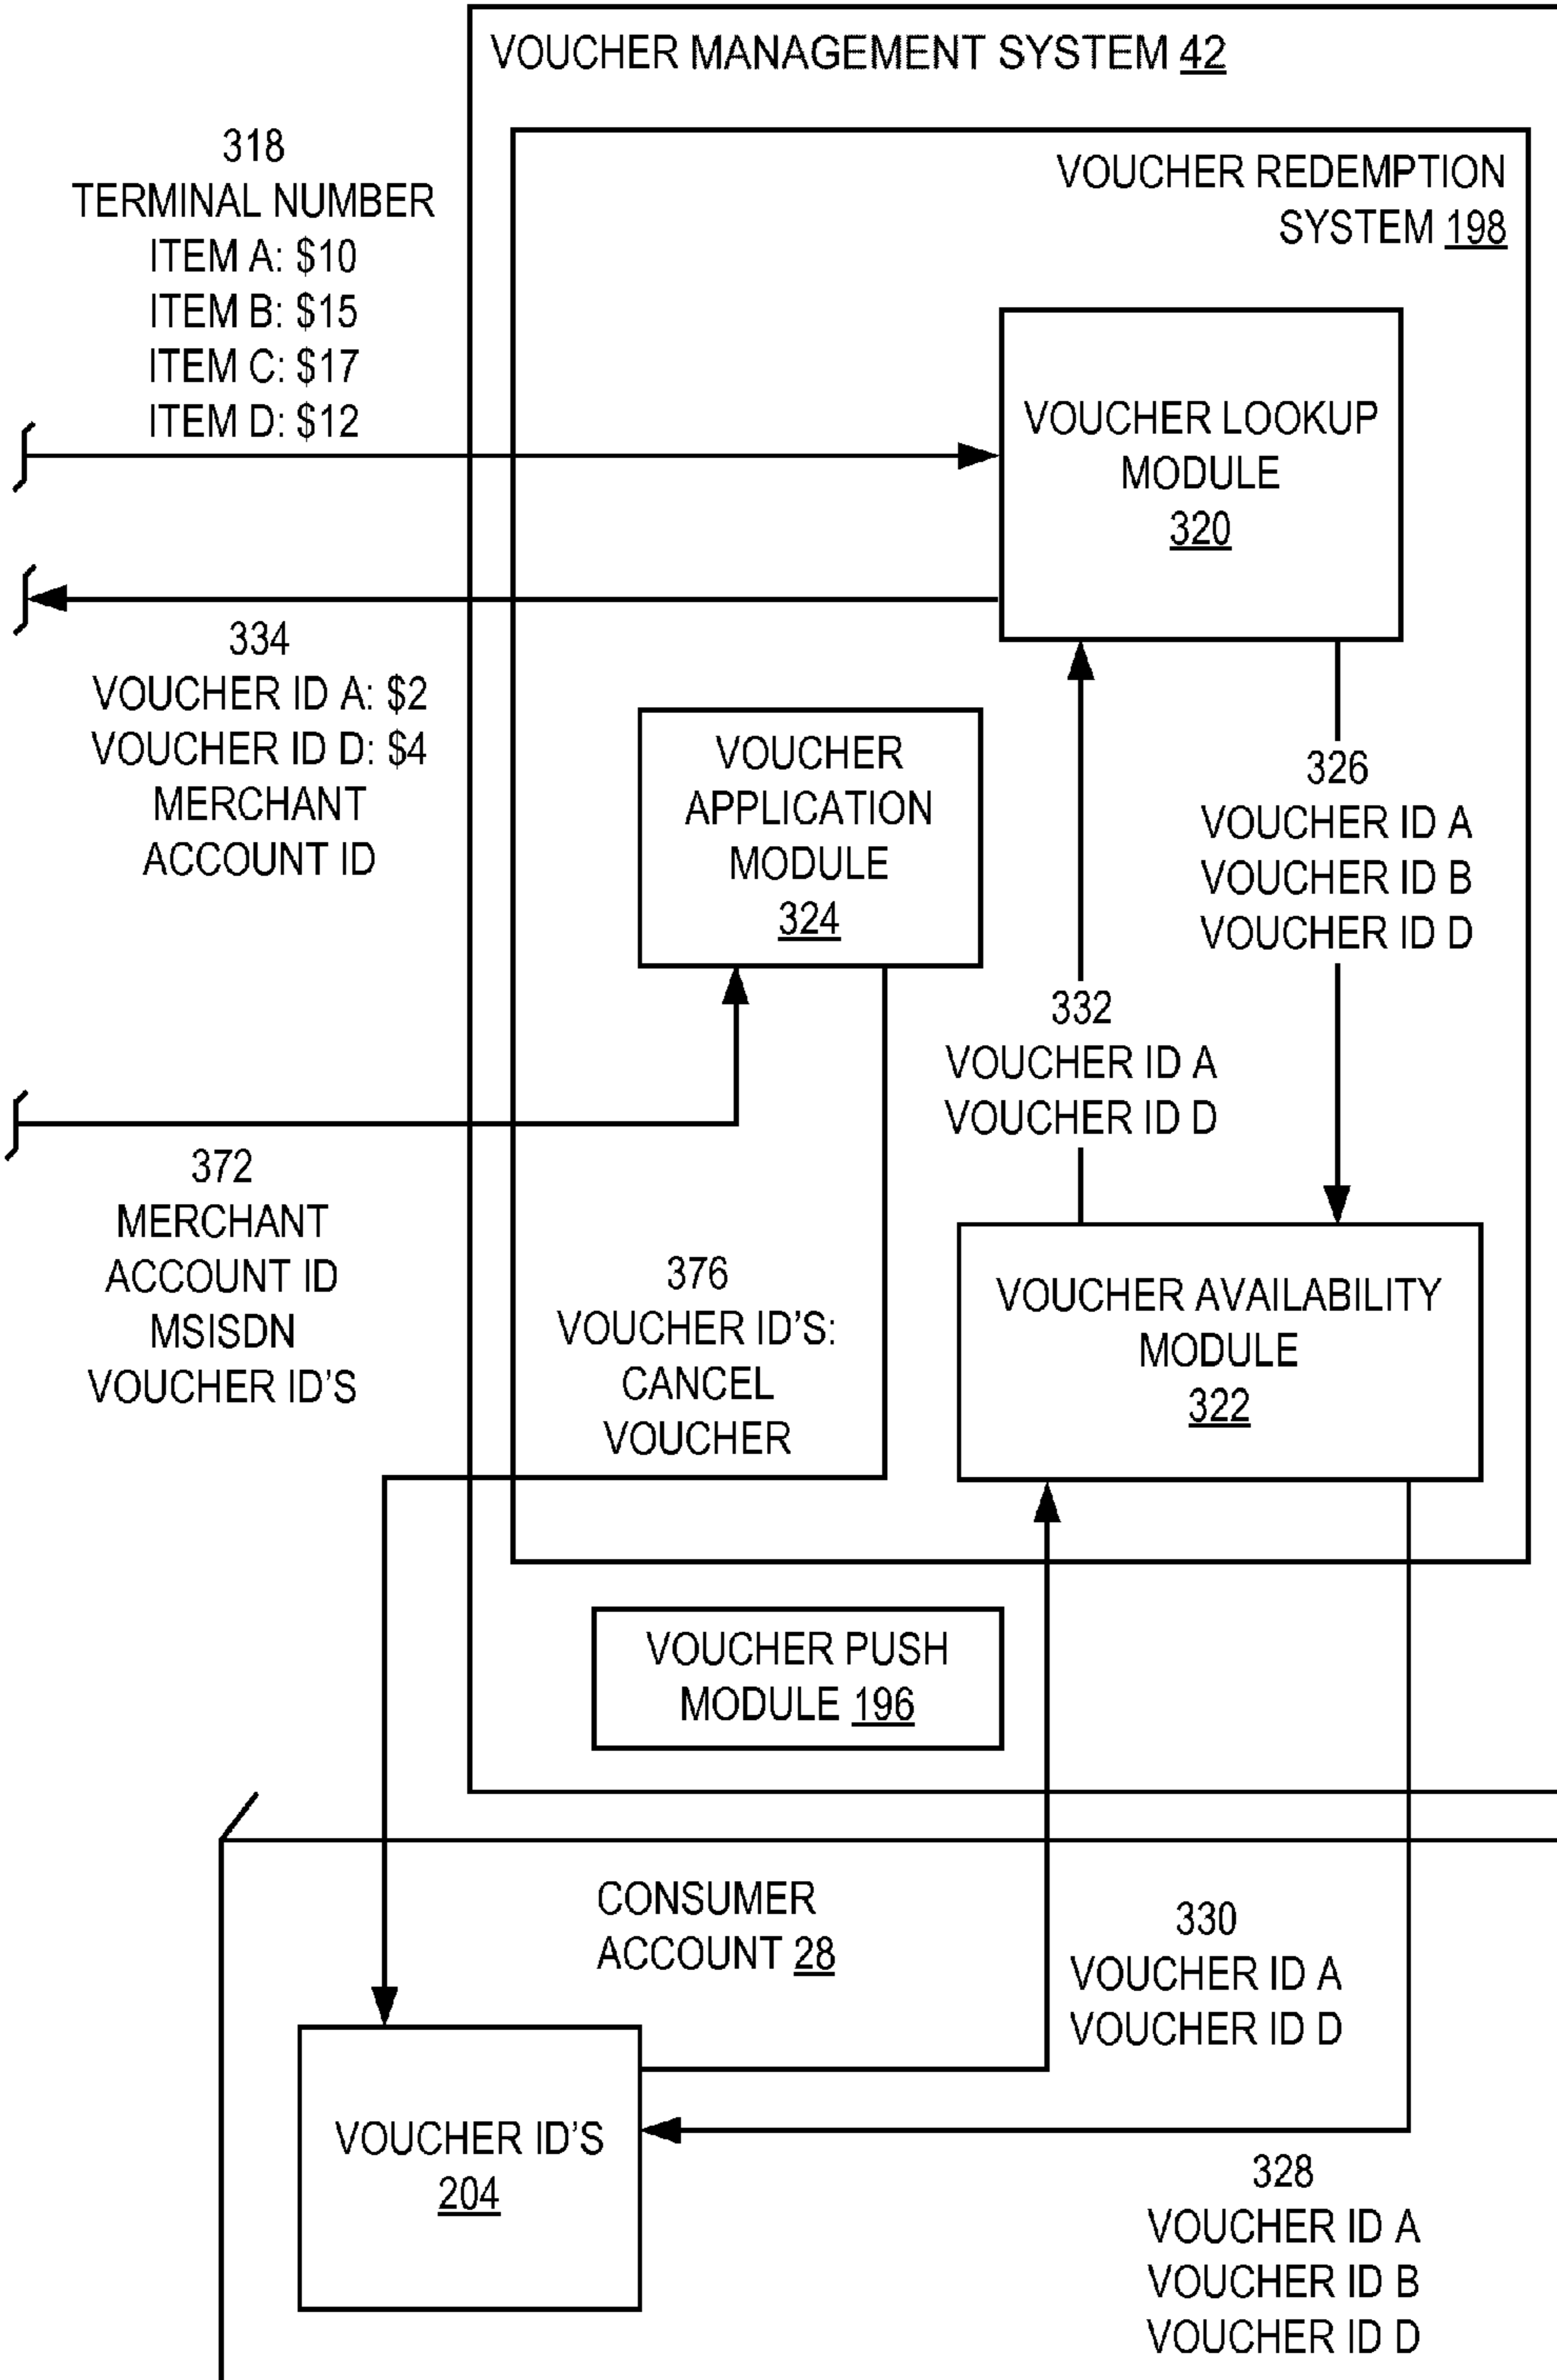 VOUCHER MANAGEMENT SYSTEM 42
318
TERMINAL NUMBER
ITEM A: $10
ITEM B: $15
ITEM C: $17
ITEM D: $12
VOUCHER REDEMPTION
SYSTEM 198
VOUCHER LOOKUP
MODULE
320
334
VOUCHER ID A: $2
VOUCHER ID D: $4
MERCHANT
ACCOUNT ID
VOUCHER
APPLICATION
MODULE
324
326
VOUCHER ID A
VOUCHER ID B
VOUCHER ID D
332
VOUCHER ID A
VOUCHER ID D
372
MERCHANT
ACCOUNT ID
MSISDN
VOUCHER ID'S
376
VOUCHER ID'S:
CANCEL
VOUCHER
VOUCHER AVAILABILITY
MODULE
322
VOUCHER PUSH
MODULE 196
CONSUMER
ACCOUNT 28
330
VOUCHER ID A
VOUCHER ID D
VOUCHER ID'S
204
328
VOUCHER ID A
VOUCHER ID B
VOUCHER ID D